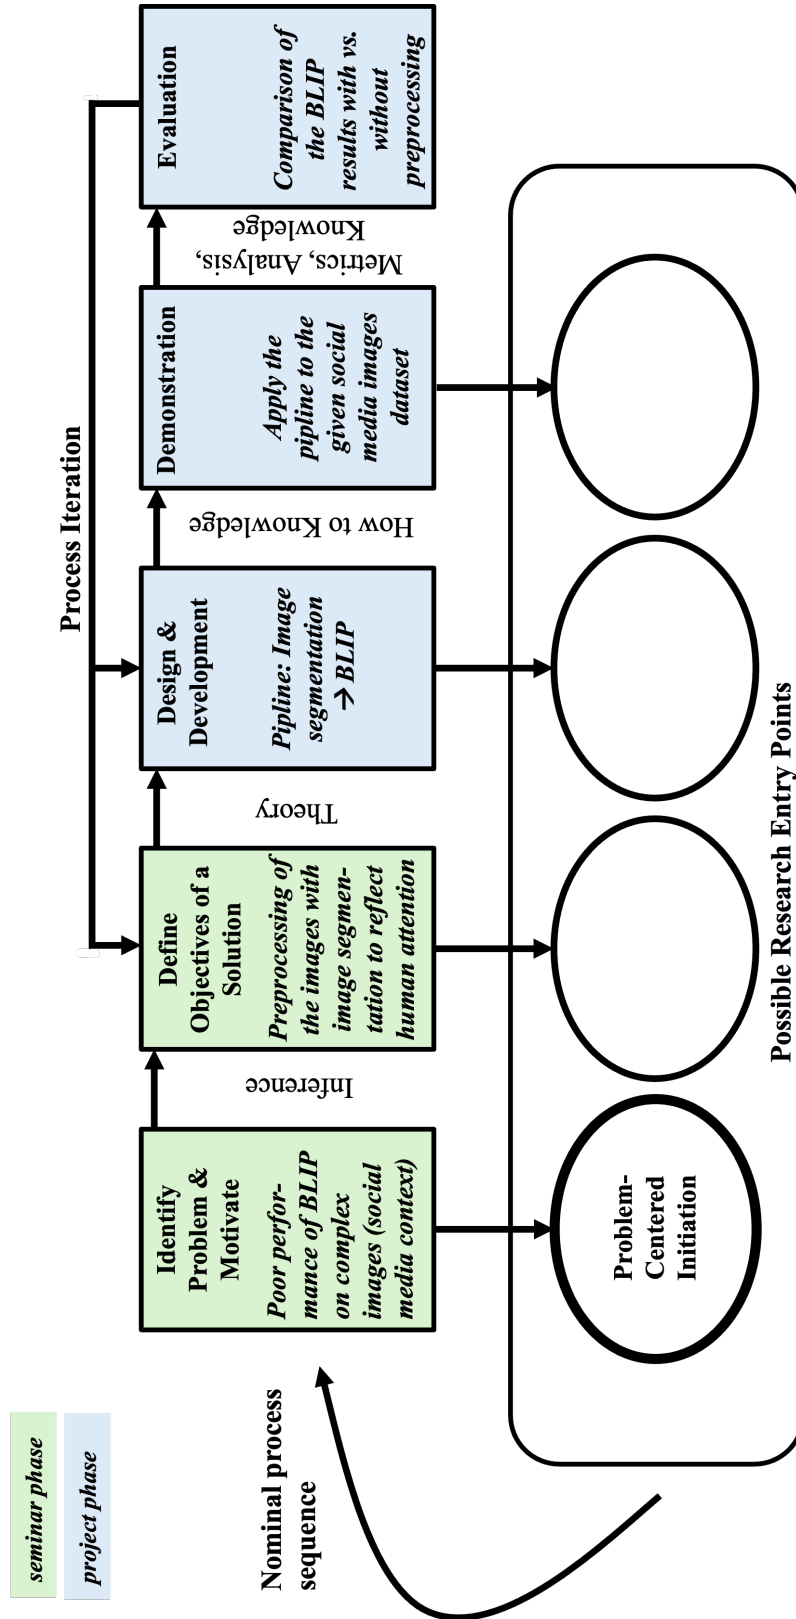 seminar phase
project phase
Process Iteration
Nominal process
sequence
Identify
Problem &
Motivate
Poor perfor-
mance of BLIP
on complex
images (social
media context)
Inference
Define
Objectives of a
Solution
Preprocessing of
the images with
image segmen-
tation to reflect
human attention
Theory
Design &
Development
Pipline: Image
segmentation
→ BLIP
How to Knowledge
Demonstration
Apply the
pipline to the
given social
media images
dataset
Metrics, Analysis,
Knowledge
Evaluation
Comparison of
the BLIP
results with vs.
without
preprocessing
Problem-
Centered
Initiation
Possible Research Entry Points